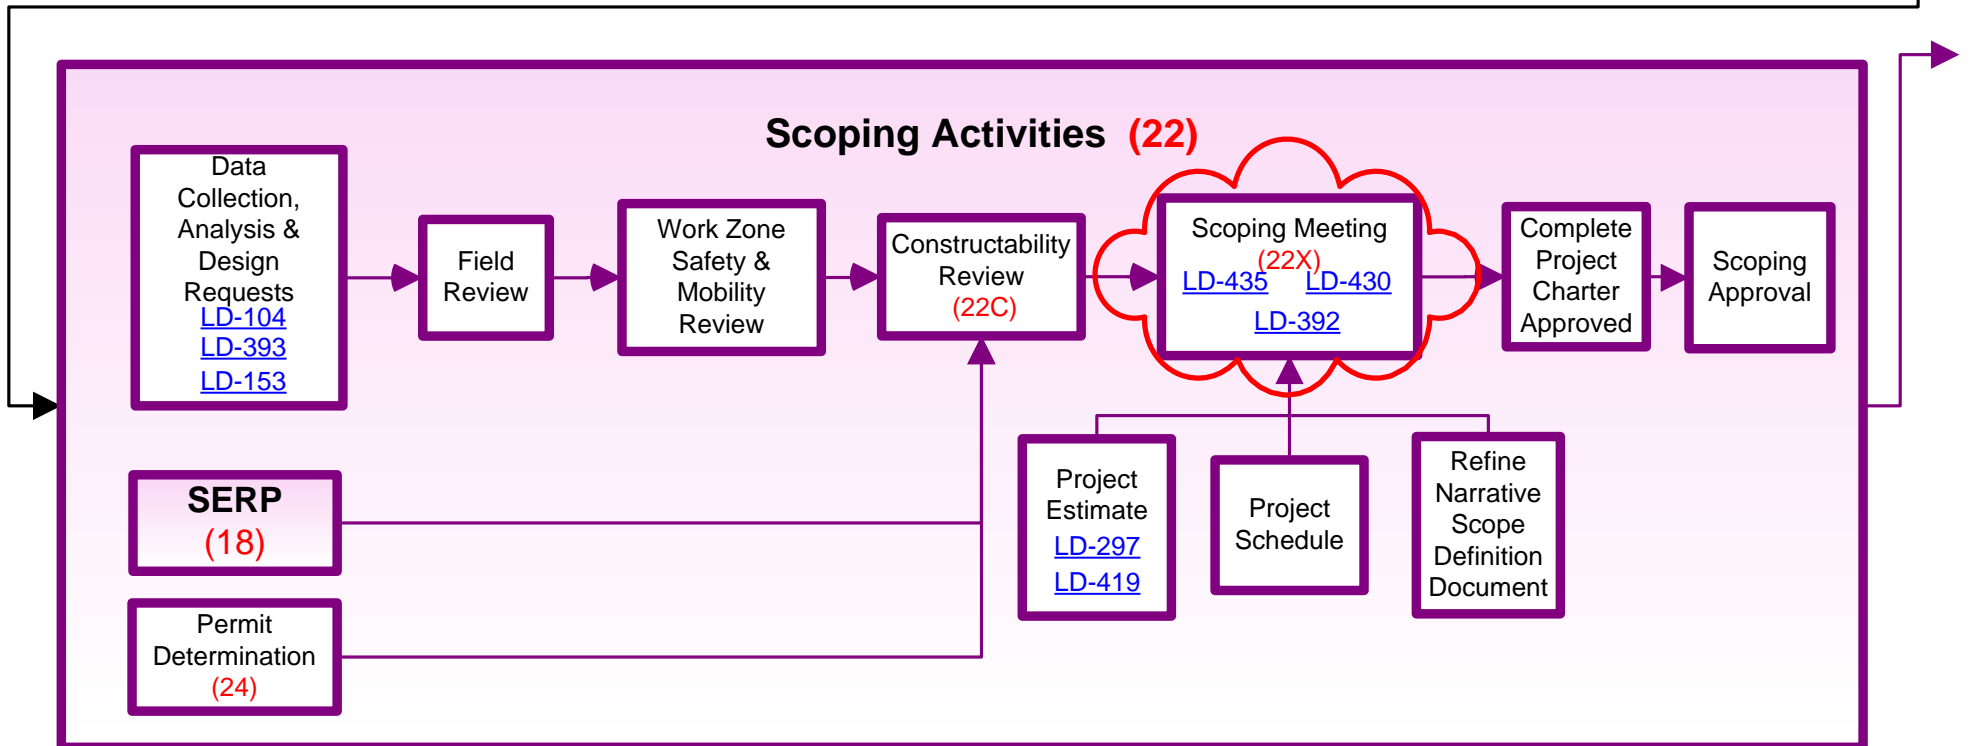 Scoping Activities (22)
Data
Collection,
Analysis &
Design
Requests
LD-104
LD-393
LD-153
Field
Review
Work Zone
Safety &
Mobility
Review
Constructability
Review
(22C)
Scoping Meeting
(22X)
LD-435 LD-430
LD-392
Complete
Project
Charter
Approved
Scoping
Approval
SERP
(18)
Permit
Determination
(24)
Project
Estimate
LD-297
LD-419
Project
Schedule
Refine
Narrative
Scope
Definition
Document